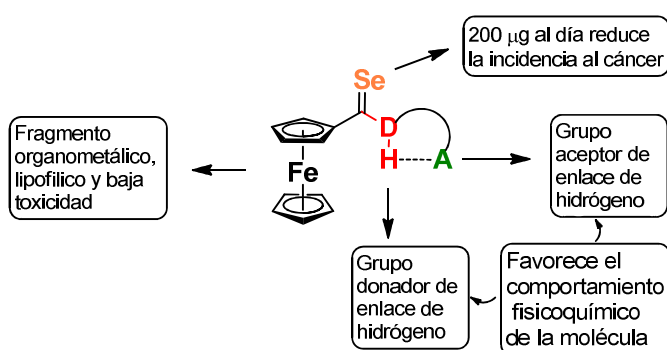 200 µg al día reduce
la incidencia al cáncer
Se
D
H
A
Fe
Fragmento
organometálico,
lipofilico y baja
toxicidad
Grupo
aceptor de
enlace de
hidrógeno
Grupo
donador de
enlace de
hidrógeno
Favorece el
comportamiento
fisicoquímico
de la molécula